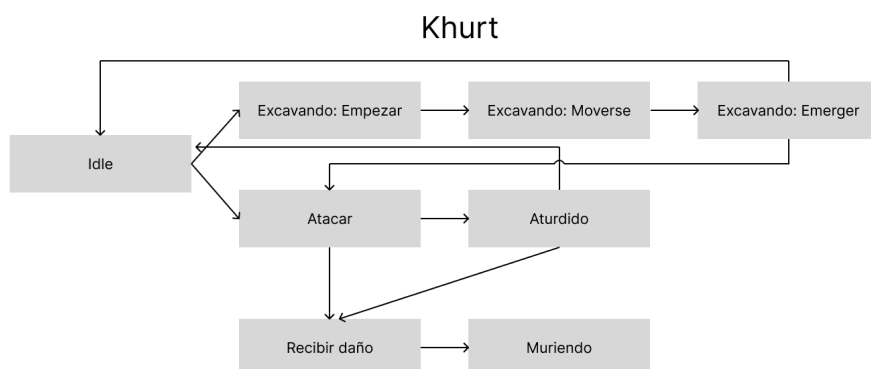 Khurt
Excavando: Empezar
Excavando: Moverse
Excavando: Emerger
Idle
Atacar
Aturdido
Recibir daño
Muriendo